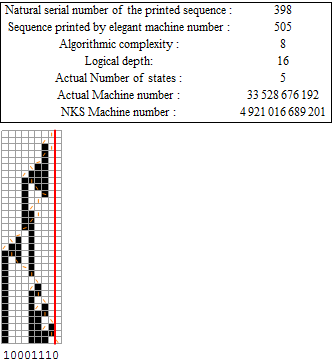 Natural serial number of the printed sequence : 398
Sequence printed by elegant machine number : 505
Algorithmic complexity : 8
Logical depth: 16
Actual Number of states : 5
Actual Machine number : 33 528 676 192
NKS Machine number : 4 921 016 689 201
10001110